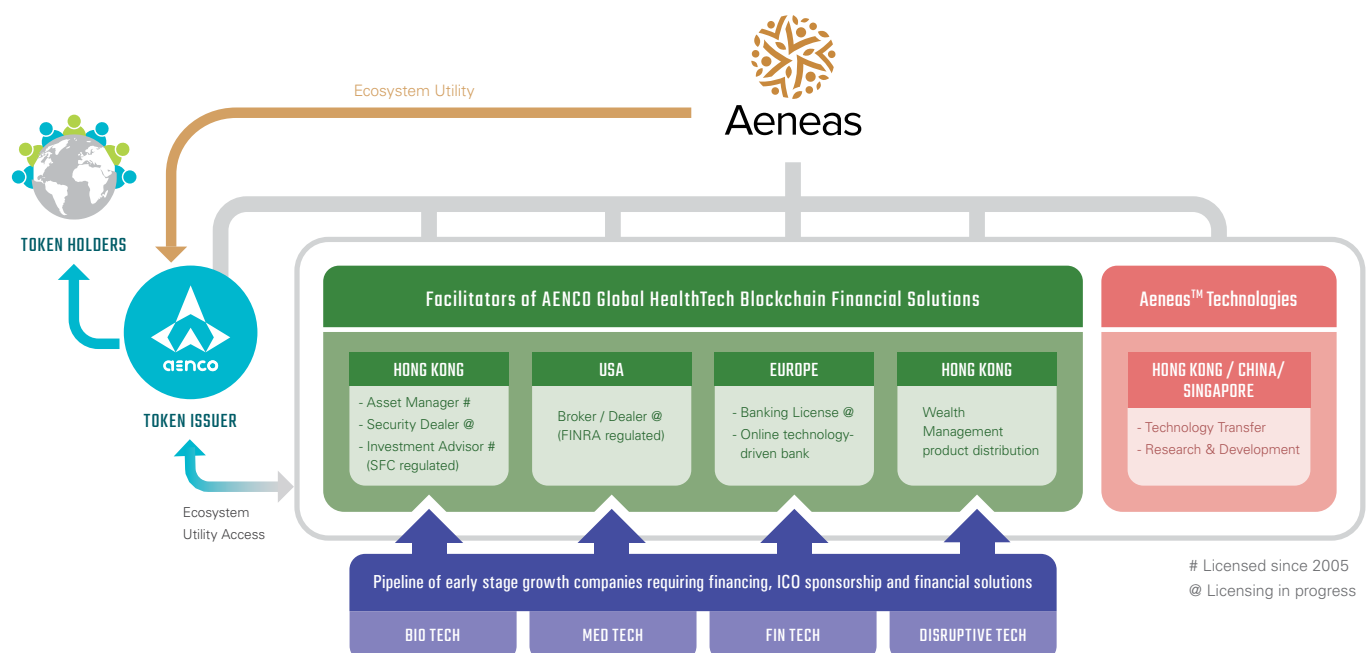 Aeneas
Ecosystem Utility
TOKEN HOLDERS
aenco
TOKEN ISSUER
Ecosystem
Utility Access
Facilitators of AENCO Global HealthTech Blockchain Financial Solutions
HONG KONG
- Asset Manager #
- Security Dealer @
- Investment Advisor #
(SFC regulated)
USA
Broker / Dealer @
(FINRA regulated)
EUROPE
- Banking License @
- Online technology-
driven bank
HONG KONG
Wealth
Management
product distribution
Aeneas™ Technologies
HONG KONG / CHINA/
SINGAPORE
- Technology Transfer
- Research & Development
Pipeline of early stage growth companies requiring financing, ICO sponsorship and financial solutions
BIO TECH
MED TECH
FIN TECH
DISRUPTIVE TECH
# Licensed since 2005
@ Licensing in progress